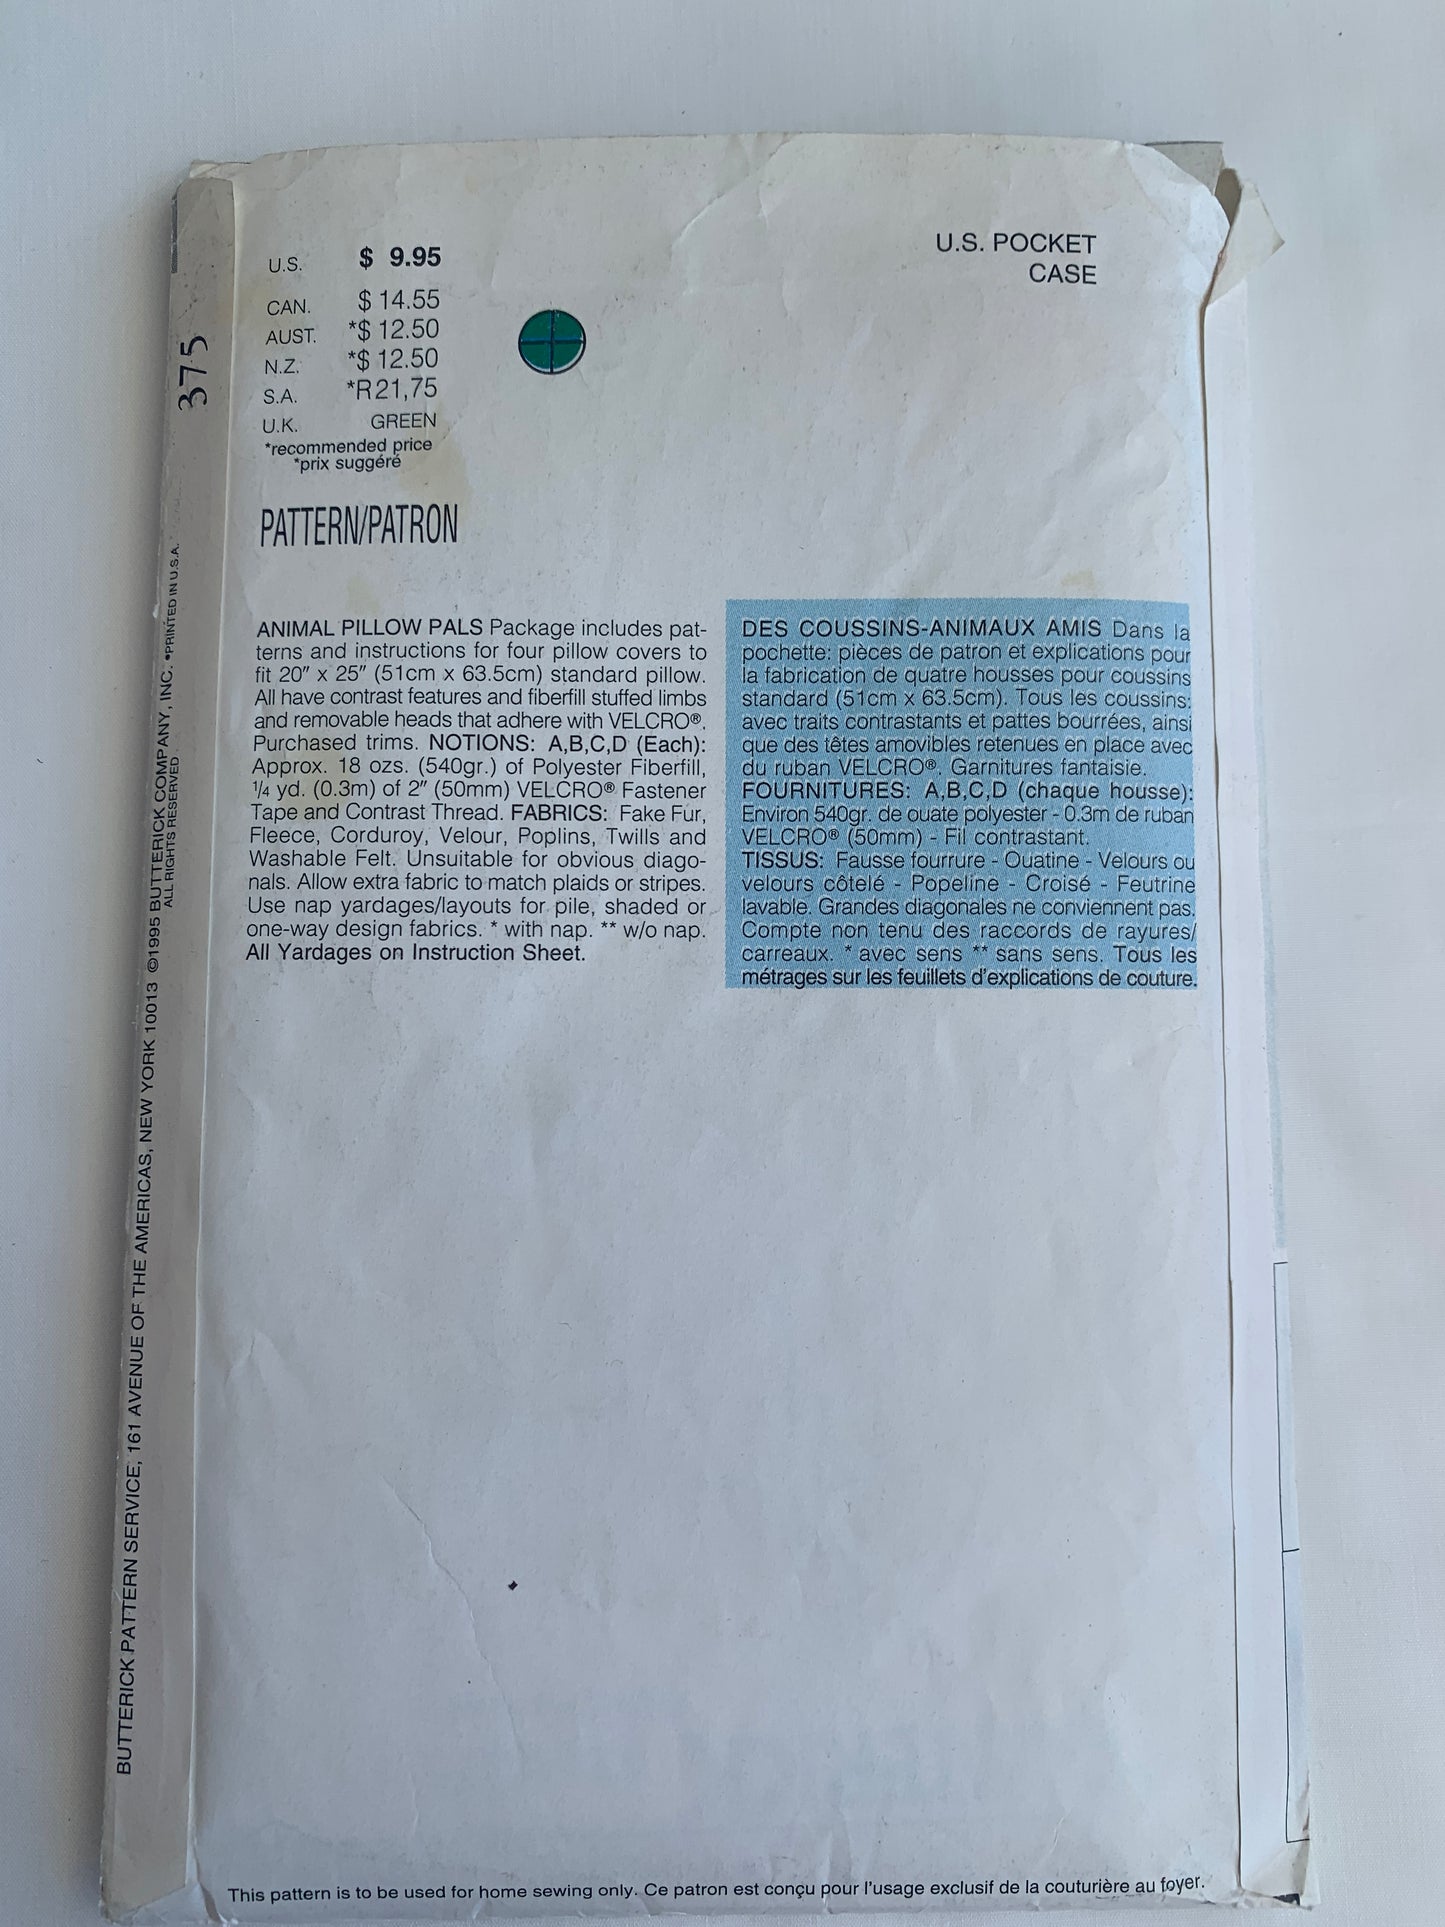 U.S. $ 9.95
CAN. $ 14.55
AUST. *$ 12.50
N.Z. *$ 12.50
S.A. *R21,75
U.K. GREEN
*recommended price
*prix suggéré
U.S. POCKET
CASE
375
PATTERN/PATRON
ANIMAL PILLOW PALS Package includes pat-
terns and instructions for four pillow covers to
fit 20″ x 25″ (51cm x 63.5cm) standard pillow.
All have contrast features and fiberfill stuffed limbs
and removable heads that adhere with VELCRO®.
Purchased trims. NOTIONS: A,B,C,D (Each):
Approx. 18 ozs. (540gr.) of Polyester Fiberfill,
1/4 yd. (0.3m) of 2″ (50mm) VELCRO® Fastener
Tape and Contrast Thread. FABRICS: Fake Fur,
Fleece, Corduroy, Velour, Poplins, Twills and
Washable Felt. Unsuitable for obvious diago-
nals. Allow extra fabric to match plaids or stripes.
Use nap yardages/layouts for pile, shaded or
one-way design fabrics. * with nap. ** w/o nap.
All Yardages on Instruction Sheet.
DES COUSSINS-ANIMAUX AMIS Dans la
pochette: pièces de patron et explications pour
la fabrication de quatre housses pour coussins
standard (51cm x 63.5cm). Tous les coussins:
avec traits contrastants et pattes bourrées, ainsi
que des têtes amovibles retenues en place avec
du ruban VELCRO®. Garnitures fantaisie.
FOURNITURES: A,B,C,D (chaque housse):
Environ 540gr. de ouate polyester - 0.3m de ruban
VELCRO® (50mm) - Fil contrastant.
TISSUS: Fausse fourrure - Ouatine - Velours ou
velours côtelé - Popeline - Croisé - Feutrine
lavable. Grandes diagonales ne conviennent pas.
Compte non tenu des raccords de rayures/
carreaux. * avec sens ** sans sens. Tous les
métrages sur les feuillets d'explications de couture.
BUTTERICK PATTERN SERVICE, 161 AVENUE OF THE AMERICAS, NEW YORK 10013 ©1995 BUTTERICK COMPANY, INC. •PRINTED IN U.S.A.
ALL RIGHTS RESERVED
This pattern is to be used for home sewing only. Ce patron est conçu pour l'usage exclusif de la couturière au foyer.